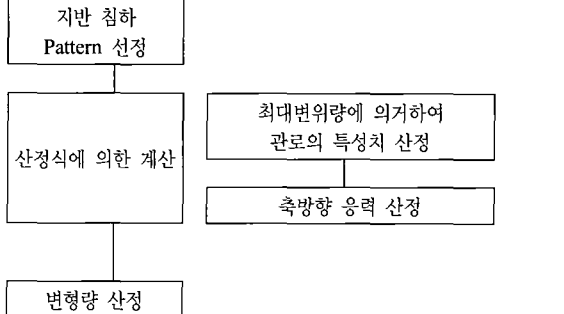 지반 침하
Pattern 선정
산정식에 의한 계산
최대변위량에 의거하여
관로의 특성치 산정
축방향 응력 산정
변형량 산정